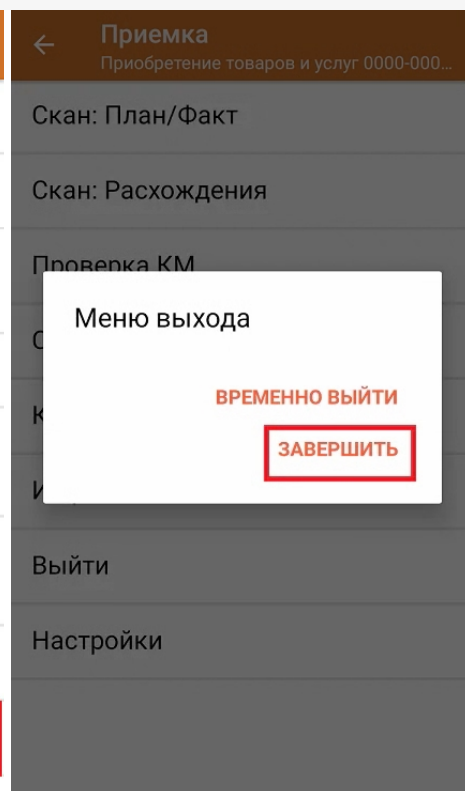 Приемка
Приобретение товаров и услуг 0000-000...
Скан: План/Факт
Скан: Расхождения
Проверка КМ
Меню выхода
ВРЕМЕННО ВЫЙТИ
ЗАВЕРШИТЬ
Выйти
Настройки